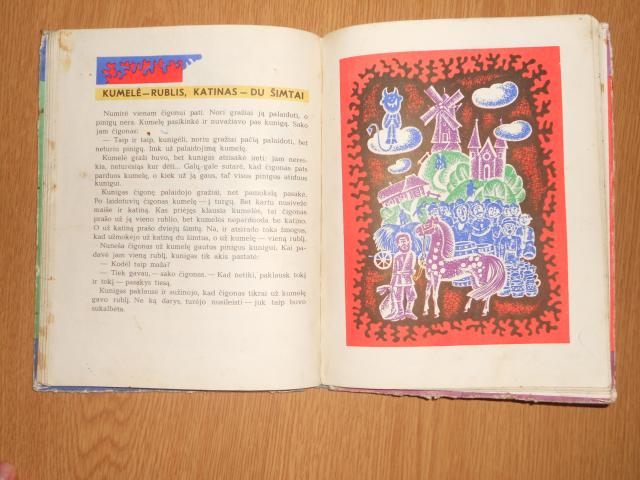 KUMELĖ—RUBLIS, KATINAS — DU ŠIMTAI
Numirė vienam čigonui pati. Nori gražiai ją palaidoti, o
pinigų nėra. Kumelę pasikinkė ir nuvažiavo pas kunigą. Sako
jam čigonas:
— Taip ir taip, kunigėli, noriu gražiai pačią palaidoti, bet
neturiu pinigų. Imk už palaidojimą kumelę.
Kumelė graži buvo, bet kunigas atsisakė imti: jam nerei-
kia, neturėsiąs kur dėti... Galų gale sutarė, kad čigonas pats
parduos kumelę, o kiek už ją gaus, tai visus pinigus atiduos
kunigui.
Kunigas čigonę palaidojo gražiai, net pamokslą pasakė.
Po laidotuvių čigonas kumelę — į turgų. Bet kartu nusivežė
maiše ir katiną. Kas priėjęs klausia kumelės, tai čigonas
prašo už ją vieno rublio, bet kumelės neparduoda be katino.
O už katiną prašo dviejų šimtų. Na, ir atsirado toks žmogus,
kad užmokėjo už katiną du šimtus, o už kumelę — vieną rublį.
Nuneša čigonas už kumelę gautus pinigus kunigui. Kai pa-
davė jam vieną rublį, kunigas tik akis pastatė:
— Kodėl taip maža?
— Tiek gavau,— sako čigonas.— Kad netiki, paklausk tokį
ir tokį — pasakys tiesą.
Kunigas paklausė ir sužinojo, kad čigonas tikrai už kumelę
gavo rublį. Ne ką darys, turėjo nusileisti — juk taip buvo
sukalbėta.